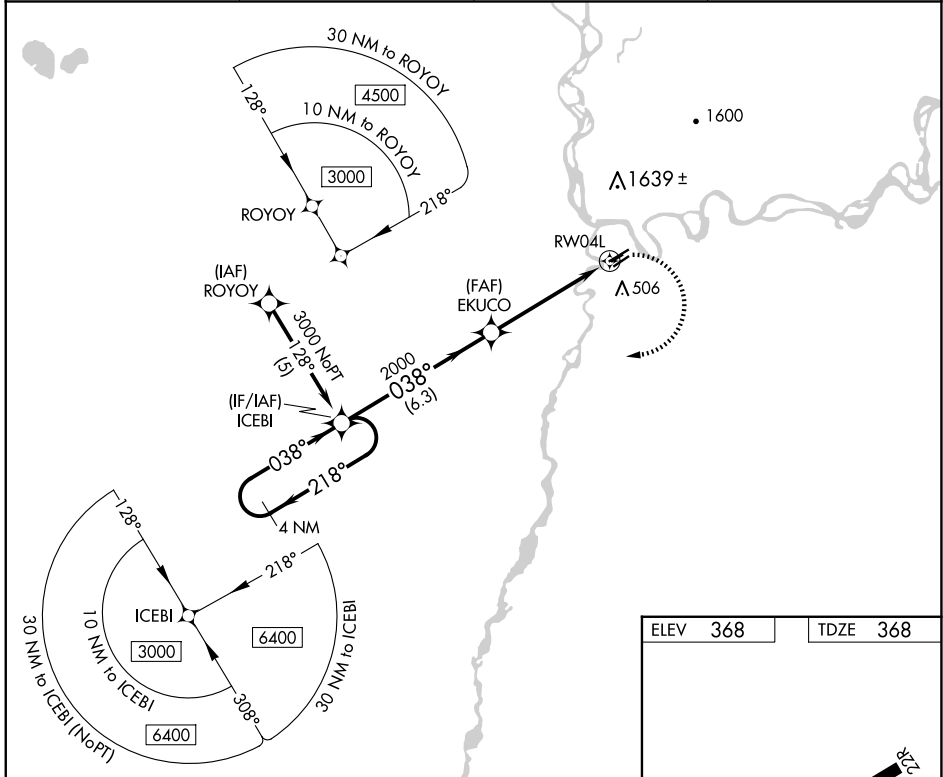 30 NM to ROYOY
4500
128°
10 NM to ROYOY
3000
218°
ROYOY
1600
1639 ±
RW04L
506
(IAF)
ROYOY
3000 NoPT
128°
(5)
(FAF)
EKUCO
2000
038°
(6.3)
(IF/IAF)
ICEBI
038°
218°
4 NM
128°
218°
ICEBI
3000
6400
10 NM to ICEBI
30 NM to ICEBI
308°
30 NM to ICEBI (NoPT)
6400
ELEV 368
TDZE 368
22R